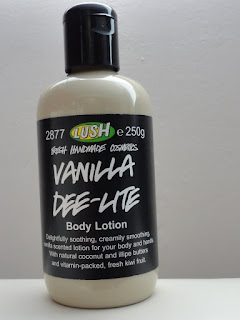 2877 LUSH e 250g
FRESH HANDMADE COSMETICS
VANILLA
DEE-LITE
Body Lotion
Delightfully soothing, creamily smoothing,
vanilla scented lotion for your body and hands.
With natural coconut and illipe butters
and vitamin-packed, fresh kiwi fruit.